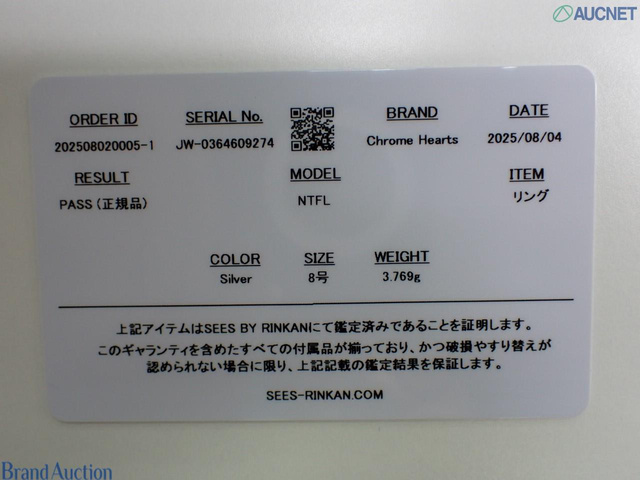 AUCNET
ORDER ID
202508020005-1
SERIAL No.
JW-0364609274
BRAND
Chrome Hearts
DATE
2025/08/04
RESULT
PASS (正規品)
MODEL
NTFL
ITEM
リング
COLOR
Silver
SIZE
8号
WEIGHT
3.769g
上記アイテムはSEES BY RINKANにて鑑定済みであることを証明します。
このギャランティを含めたすべての付属品が揃っており、かつ破損やすり替えが
認められない場合に限り、上記記載の鑑定結果を保証します。
SEES-RINKAN.COM
Brand Auction